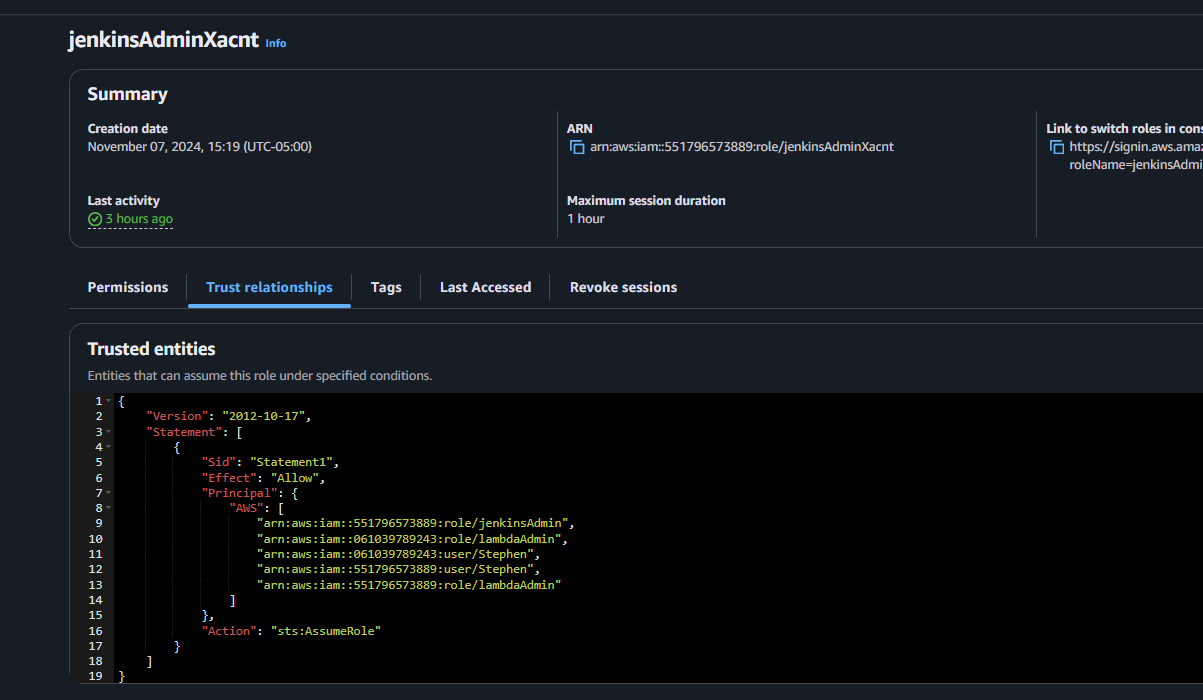 jenkinsAdminXacnt Info
Summary
Creation date
November 07, 2024, 15:19 (UTC-05:00)
ARN
arn:aws:iam::551796573889:role/jenkinsAdminXacnt
Link to switch roles in cons
https://signin.aws.amaz
roleName=jenkinsAdmi
Last activity
3 hours ago
Maximum session duration
1 hour
Permissions
Trust relationships
Tags
Last Accessed
Revoke sessions
Trusted entities
Entities that can assume this role under specified conditions.
1 {
2 "Version": "2012-10-17",
3 "Statement": [
4 {
5 "Sid": "Statement1",
6 "Effect": "Allow",
7 "Principal": {
8 "AWS": [
9 "arn:aws:iam::551796573889:role/jenkinsAdmin",
10 "arn:aws:iam::061039789243:role/lambdaAdmin",
11 "arn:aws:iam::061039789243:user/Stephen",
12 "arn:aws:iam::551796573889:user/Stephen",
13 "arn:aws:iam::551796573889:role/lambdaAdmin"
14 ]
15 },
16 "Action": "sts:AssumeRole"
17 }
18 ]
19 }